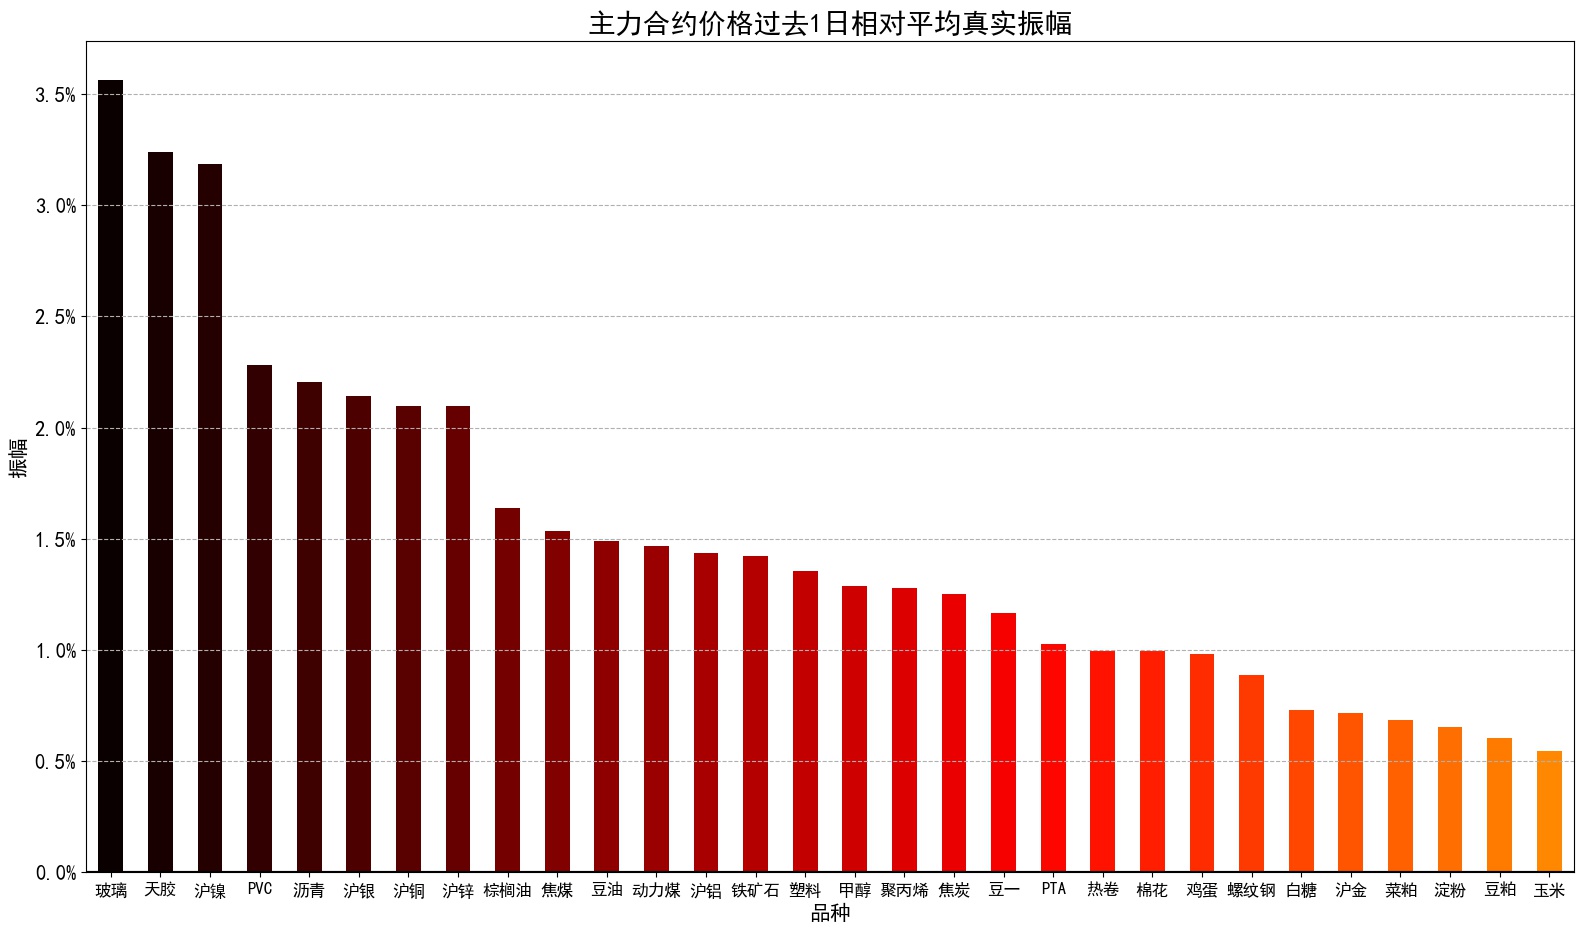 主力合约价格过去1日相对平均真实振幅
振幅
3.5%
3.0%
2.5%
2.0%
1.5%
1.0%
0.5%
0.0%
玻璃 天胶 沪镍 PVC 沥青 沪银 沪铜 沪锌 棕榈油 焦煤 豆油 动力煤 沪铝 铁矿石 塑料 甲醇 聚丙烯 焦炭 豆一 PTA 热卷 棉花 鸡蛋 螺纹钢 白糖 沪金 菜粕 淀粉 豆粕 玉米
品种